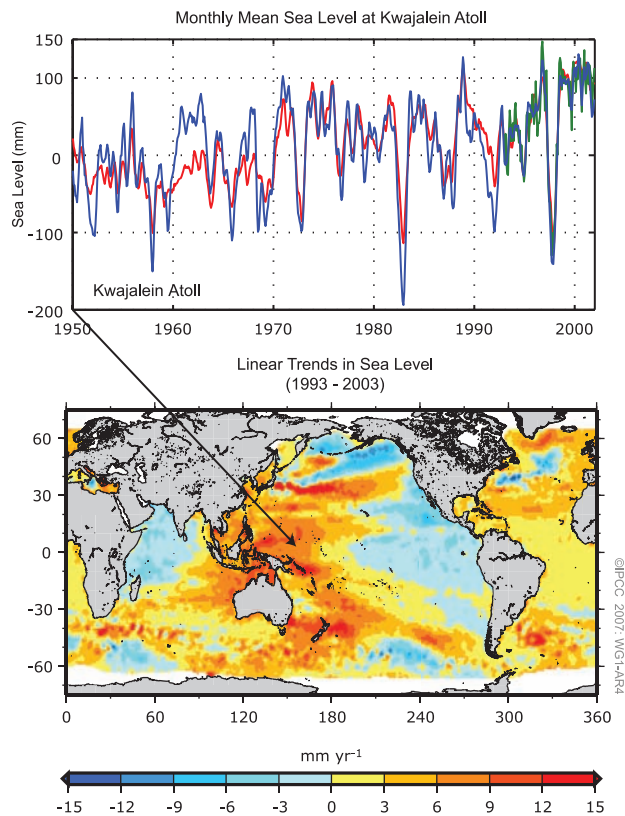 Monthly Mean Sea Level at Kwajalein Atoll
150
100
0
-100
-200
Sea Level (mm)
Kwajalein Atoll
1950 1960 1970 1980 1990 2000
Linear Trends in Sea Level
(1993 - 2003)
60
30
0
-30
-60
0 60 120 180 240 300 360
©IPCC 2007: WG1-AR4
mm yr⁻¹
-15 -12 -9 -6 -3 0 3 6 9 12 15